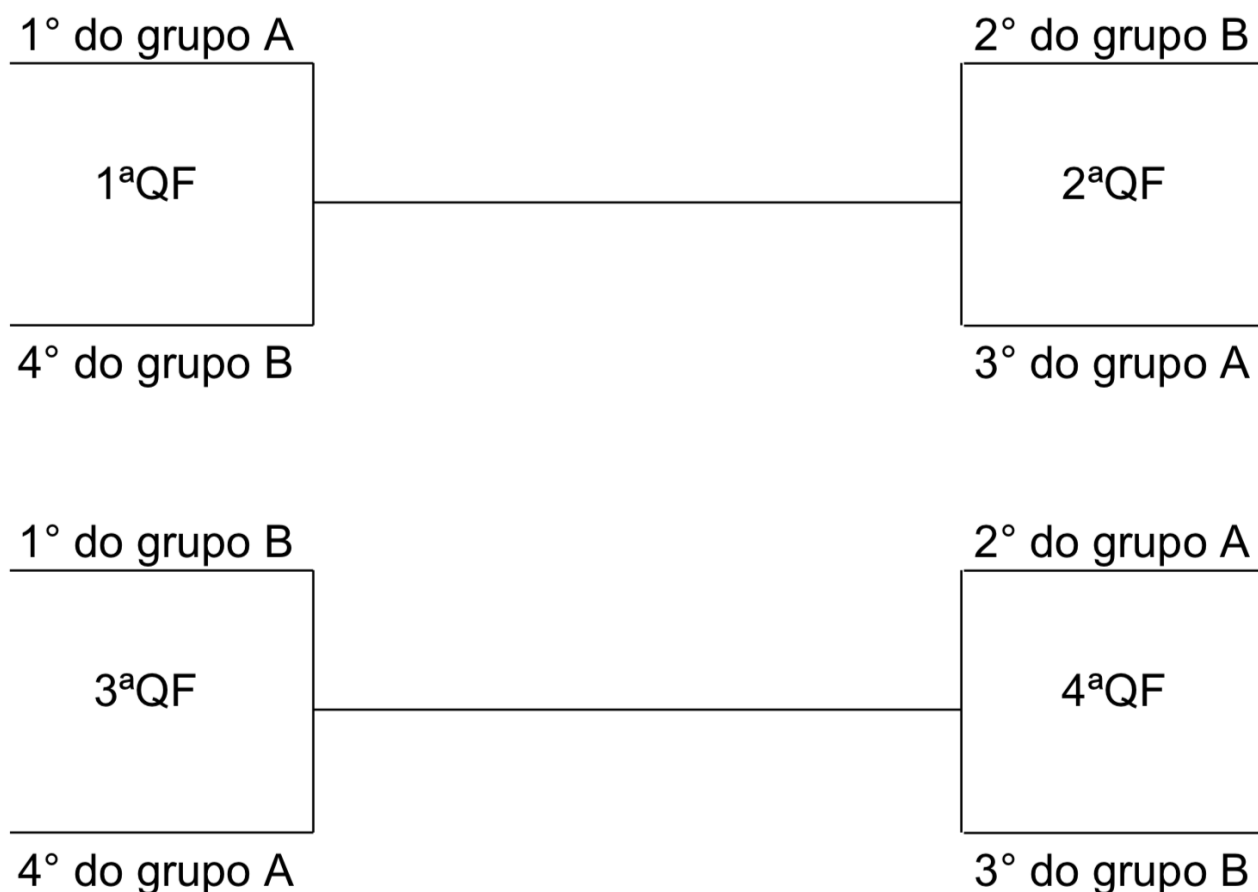 1° do grupo A
2° do grupo B
1ªQF
2ªQF
4° do grupo B
3° do grupo A
1° do grupo B
2° do grupo A
3ªQF
4ªQF
4° do grupo A
3° do grupo B